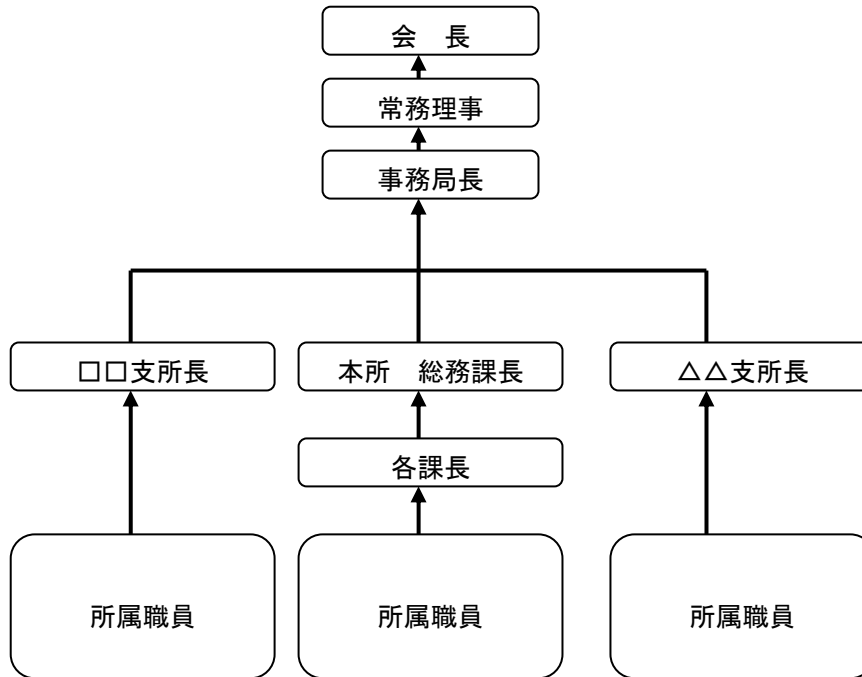 会　長
常務理事
事務局長
□□支所長
本所　総務課長
△△支所長
各課長
所属職員
所属職員
所属職員